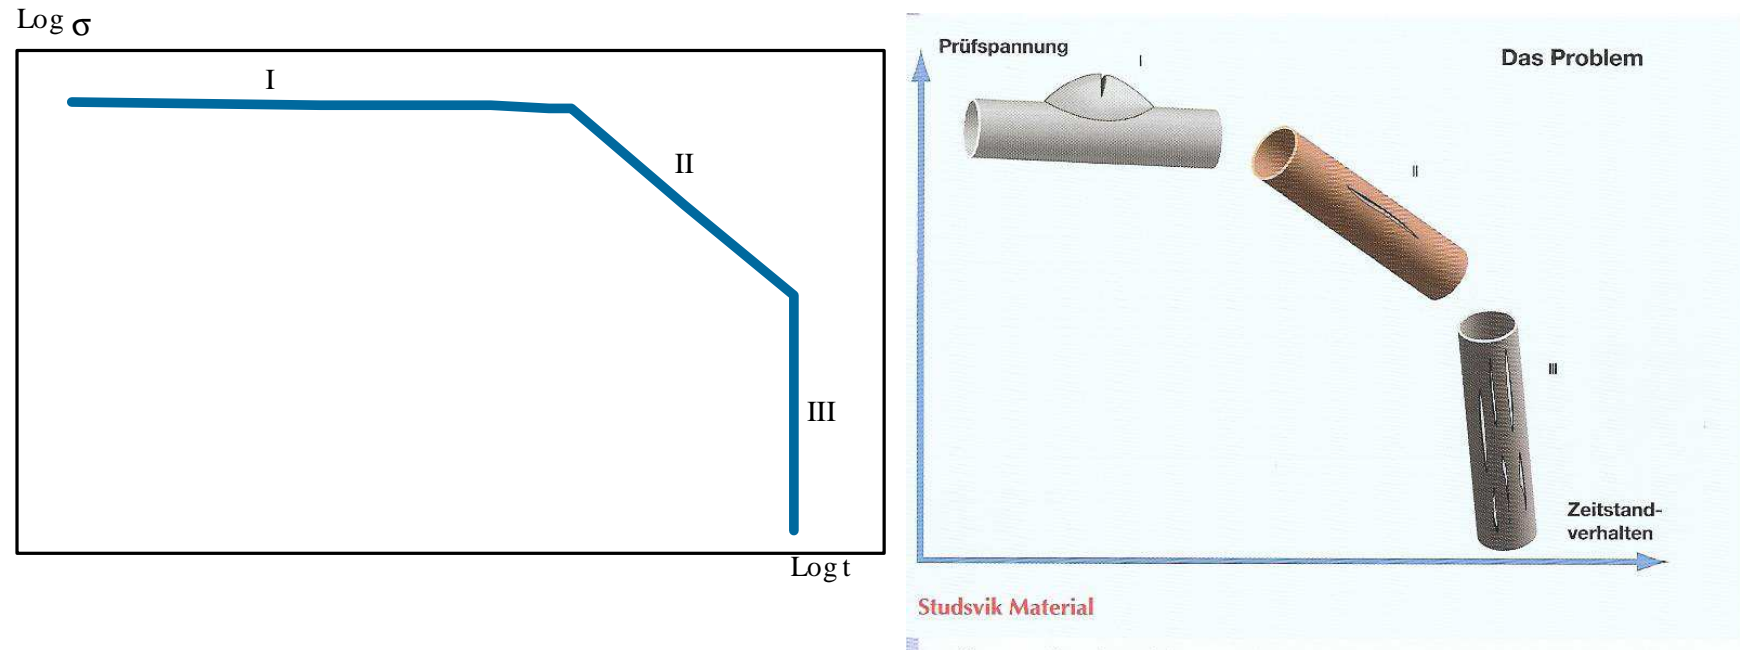 Log σ
I
II
III
Log t
Prüfspannung
Das Problem
I
II
III
Zeitstand-
verhalten
Studsvik Material